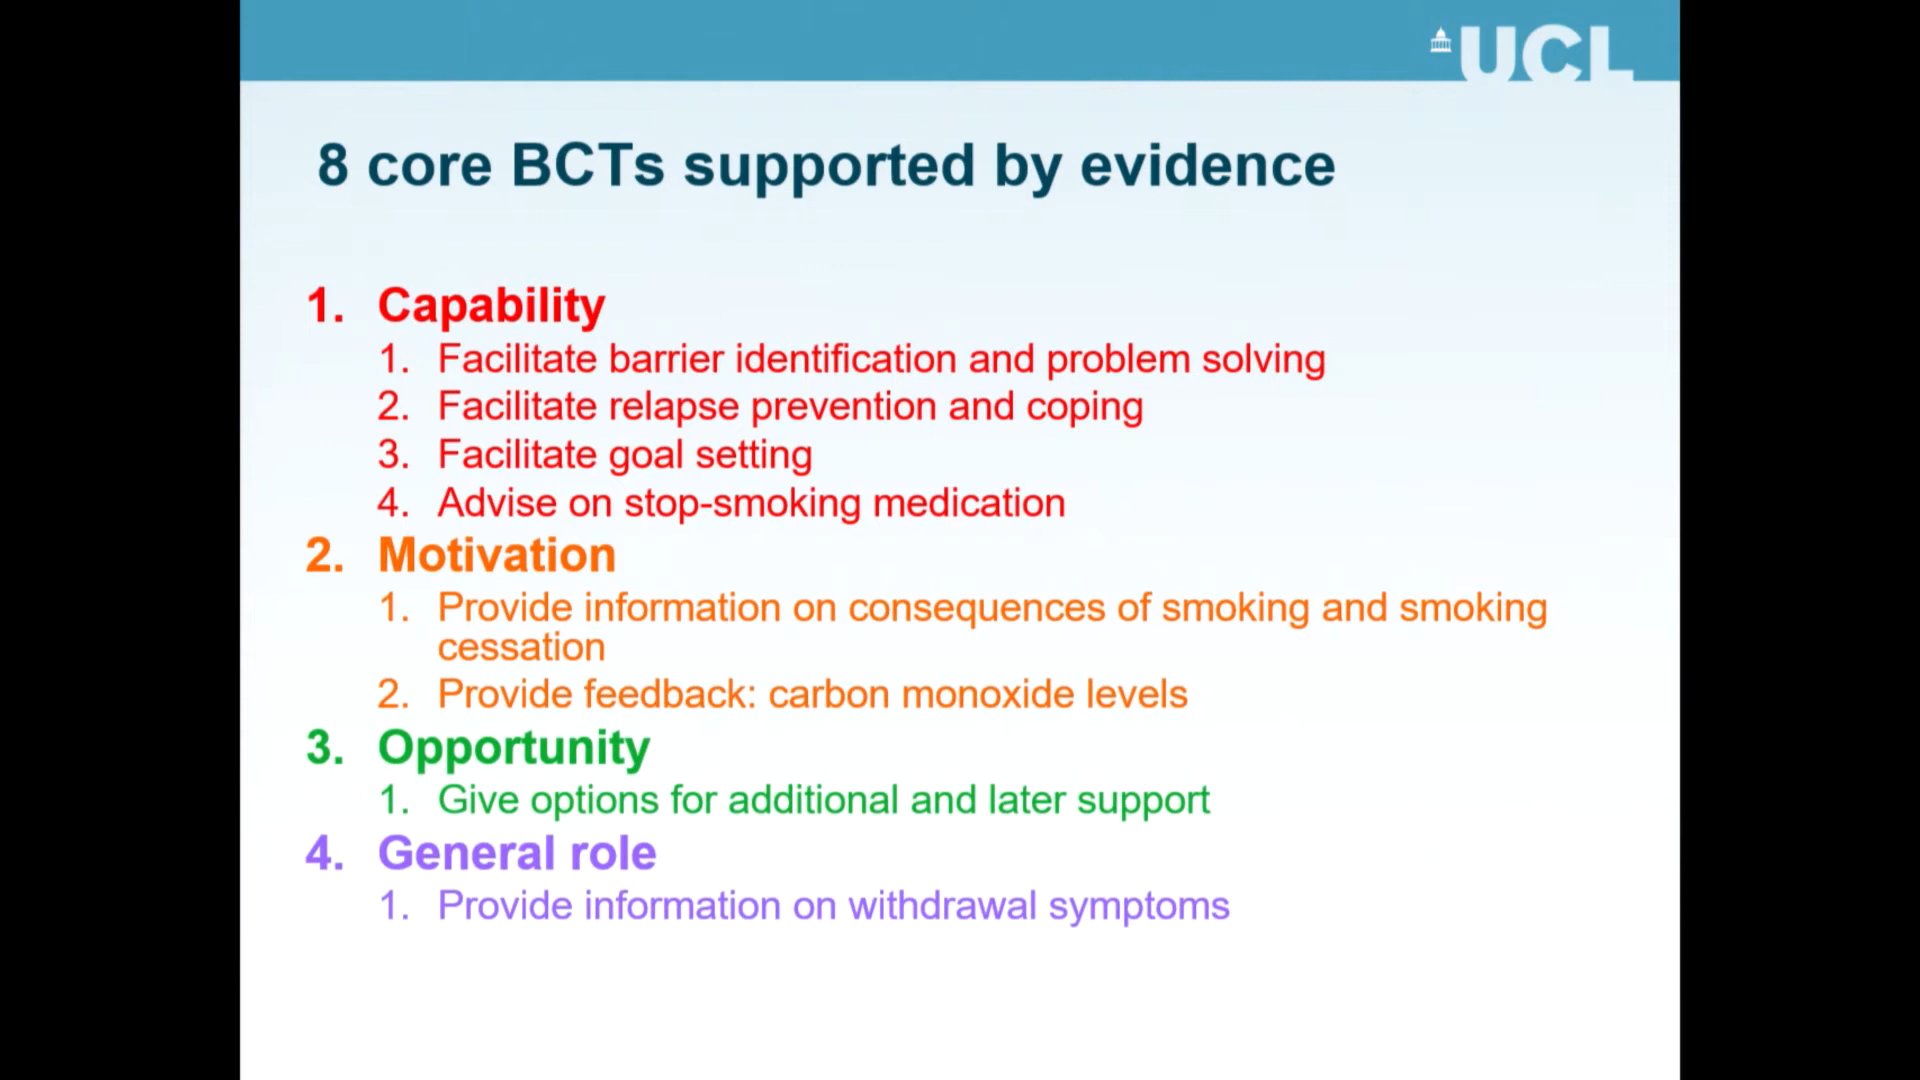 UCL
8 core BCTs supported by evidence
1. Capability
1. Facilitate barrier identification and problem solving
2. Facilitate relapse prevention and coping
3. Facilitate goal setting
4. Advise on stop-smoking medication
2. Motivation
1. Provide information on consequences of smoking and smoking
cessation
2. Provide feedback: carbon monoxide levels
3. Opportunity
1. Give options for additional and later support
4. General role
1. Provide information on withdrawal symptoms